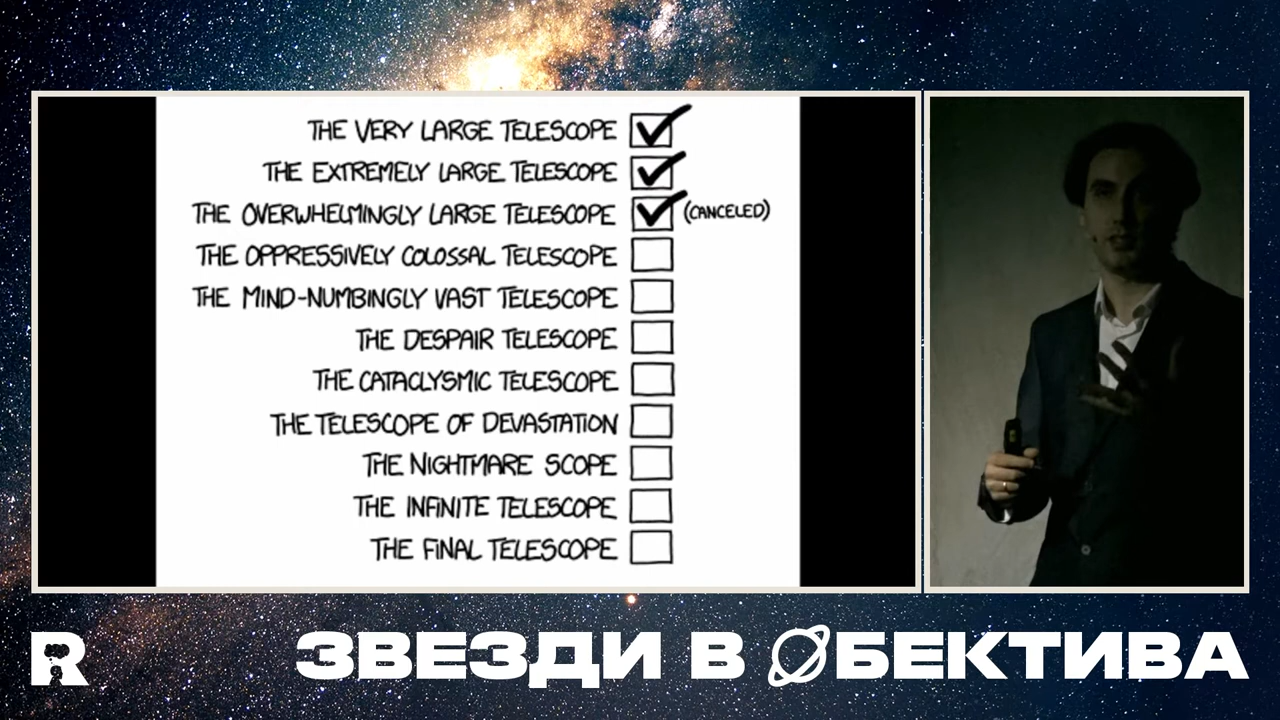 THE VERY LARGE TELESCOPE
THE EXTREMELY LARGE TELESCOPE
THE OVERWHELMINGLY LARGE TELESCOPE (CANCELED)
THE OPPRESSIVELY COLOSSAL TELESCOPE
THE MIND-NUMBINGLY VAST TELESCOPE
THE DESPAIR TELESCOPE
THE CATACLYSMIC TELESCOPE
THE TELESCOPE OF DEVASTATION
THE NIGHTMARE SCOPE
THE INFINITE TELESCOPE
THE FINAL TELESCOPE
R
ЗВЕЗДИ В ОБЕКТИВА